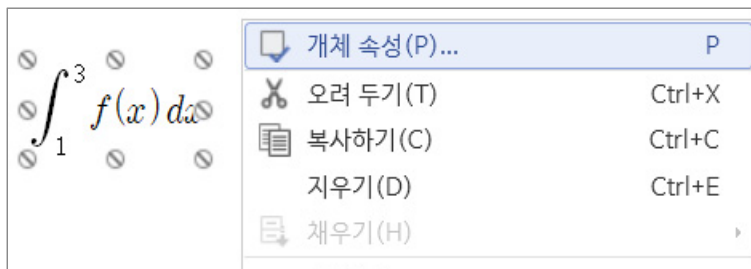 ∫₁³ f(x) dx
개체 속성(P)... P
오려 두기(T) Ctrl+X
복사하기(C) Ctrl+C
지우기(D) Ctrl+E
채우기(H)